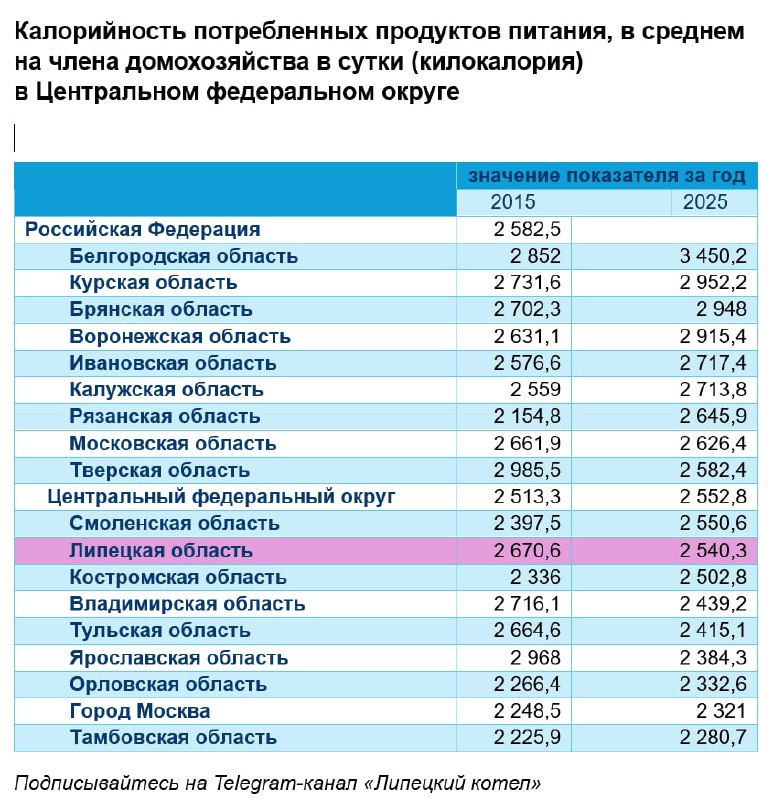 Калорийность потребленных продуктов питания, в среднем
на члена домохозяйства в сутки (килокалория)
в Центральном федеральном округе
значение показателя за год
2015 2025
Российская Федерация 2 582,5
Белгородская область 2 852 3 450,2
Курская область 2 731,6 2 952,2
Брянская область 2 702,3 2 948
Воронежская область 2 631,1 2 915,4
Ивановская область 2 576,6 2 717,4
Калужская область 2 559 2 713,8
Рязанская область 2 154,8 2 645,9
Московская область 2 661,9 2 626,4
Тверская область 2 985,5 2 582,4
Центральный федеральный округ 2 513,3 2 552,8
Смоленская область 2 397,5 2 550,6
Липецкая область 2 670,6 2 540,3
Костромская область 2 336 2 502,8
Владимирская область 2 716,1 2 439,2
Тульская область 2 664,6 2 415,1
Ярославская область 2 968 2 384,3
Орловская область 2 266,4 2 332,6
Город Москва 2 248,5 2 321
Тамбовская область 2 225,9 2 280,7
Подписывайтесь на Telegram-канал «Липецкий котел»